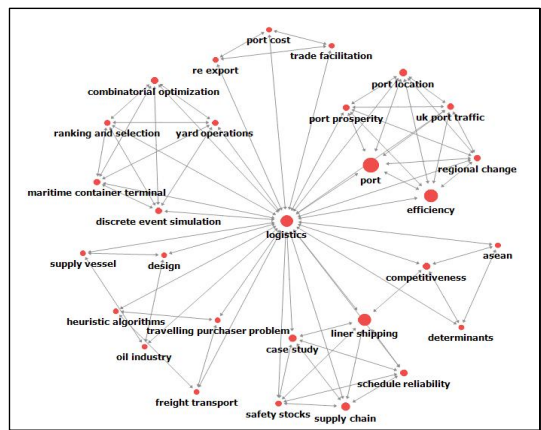 port cost
trade facilitation
re export
port location
combinatorial optimization
port prosperity
uk port traffic
ranking and selection
yard operations
regional change
port
maritime container terminal
efficiency
discrete event simulation
logistics
asean
supply vessel
design
competitiveness
heuristic algorithms
travelling purchaser problem
liner shipping
determinants
oil industry
case study
schedule reliability
freight transport
safety stocks
supply chain